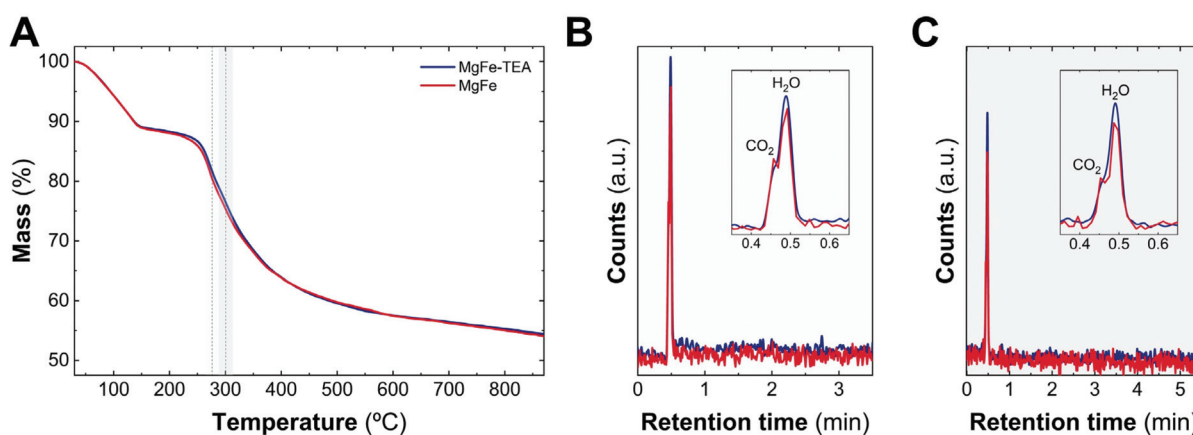 A
100
90
80
70
60
50
Mass (%)
MgFe-TEA
MgFe
100 200 300 400 500 600 700 800
Temperature (ºC)
B
Counts (a.u.)
H2O
CO2
0.4 0.5 0.6
0 1 2 3
Retention time (min)
C
Counts (a.u.)
H2O
CO2
0.4 0.5 0.6
0 1 2 3 4 5
Retention time (min)